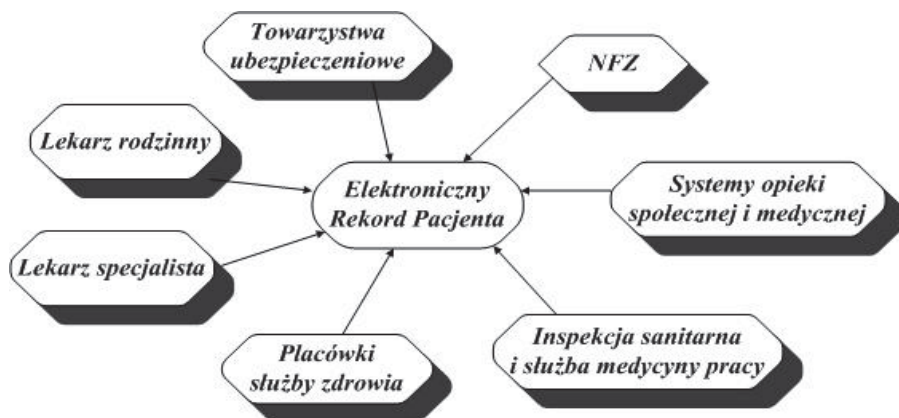 Towarzystwa
ubezpieczeniowe
NFZ
Lekarz rodzinny
Elektroniczny
Rekord Pacjenta
Systemy opieki
społecznej i medycznej
Lekarz specjalista
Placówki
służby zdrowia
Inspekcja sanitarna
i służba medycyny pracy